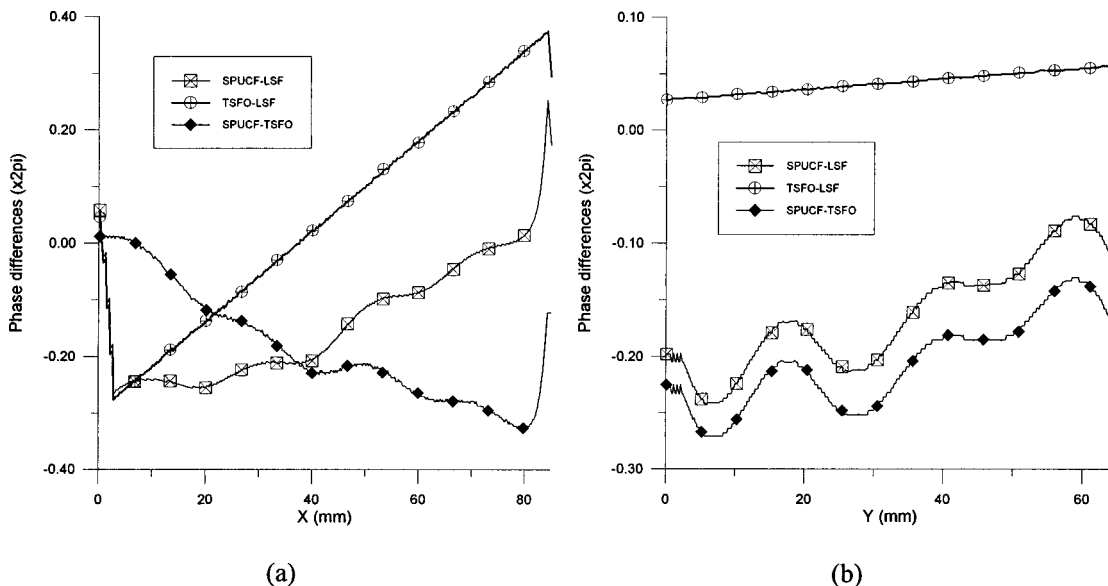 0.40
0.20
0.00
-0.20
-0.40
Phase differences (x2pi)
SPUCF-LSF
TSFO-LSF
SPUCF-TSFO
0
20
40
60
80
X (mm)
(a)
0.10
0.00
-0.10
-0.20
-0.30
Phase differences (x2pi)
SPUCF-LSF
TSFO-LSF
SPUCF-TSFO
0
20
40
60
Y (mm)
(b)